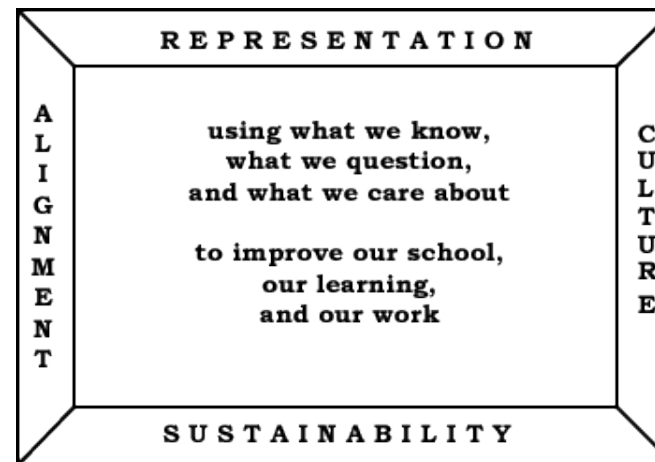 REPRESENTATION
ALIGNMENT
using what we know,
what we question,
and what we care about
to improve our school,
our learning,
and our work
CULTURE
SUSTAINABILITY